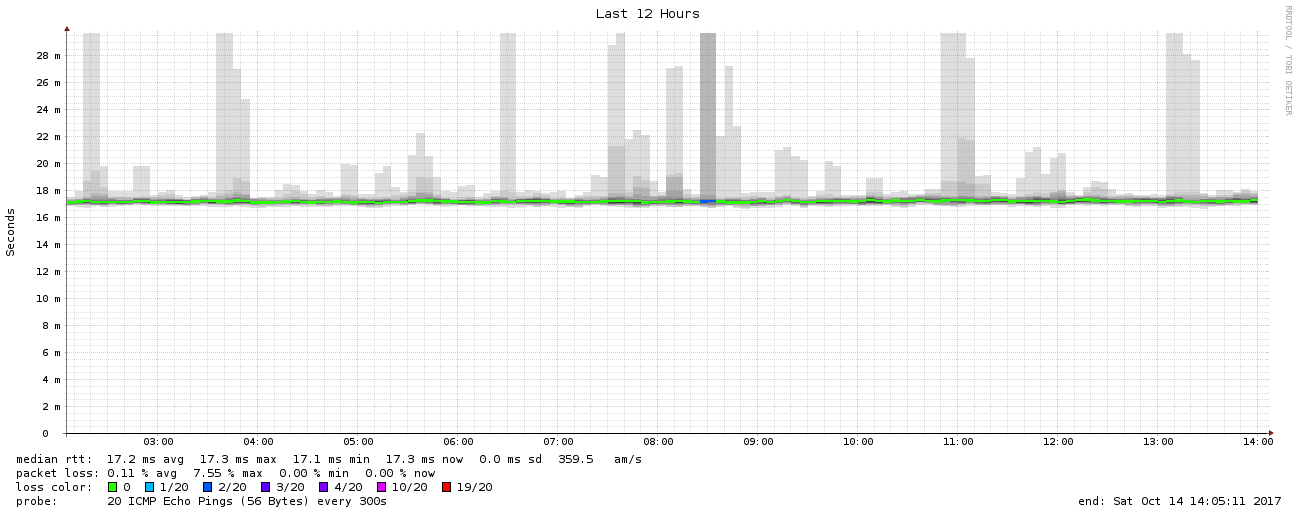 Last 12 Hours
RRDTOOL / TOBI OETIKER
Seconds
28 m
26 m
24 m
22 m
20 m
18 m
16 m
14 m
12 m
10 m
8 m
6 m
4 m
2 m
0
03:00 04:00 05:00 06:00 07:00 08:00 09:00 10:00 11:00 12:00 13:00 14:00
median rtt: 17.2 ms avg 17.3 ms max 17.1 ms min 17.3 ms now 0.0 ms sd 359.5 am/s
packet loss: 0.11 % avg 7.55 % max 0.00 % min 0.00 % now
loss color: 0 1/20 2/20 3/20 4/20 10/20 19/20
probe: 20 ICMP Echo Pings (56 Bytes) every 300s end: Sat Oct 14 14:05:11 2017